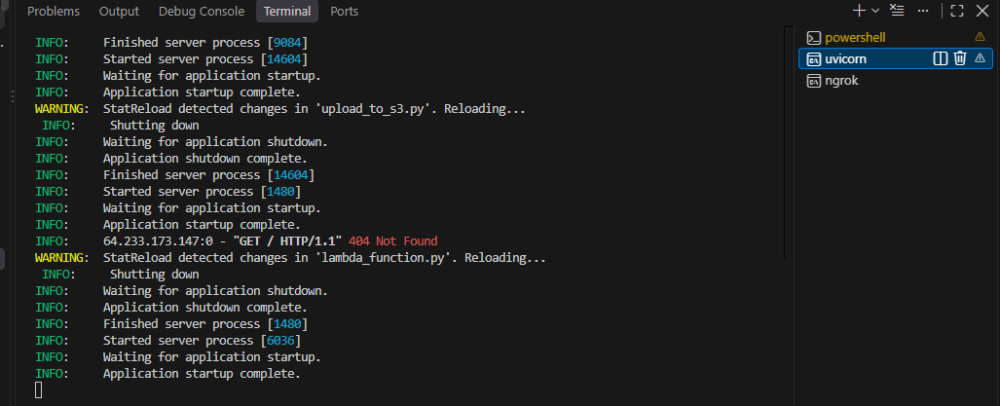 Problems Output Debug Console Terminal Ports
INFO: Finished server process [9084]
INFO: Started server process [14604]
INFO: Waiting for application startup.
INFO: Application startup complete.
WARNING: StatReload detected changes in 'upload_to_s3.py'. Reloading...
INFO: Shutting down
INFO: Waiting for application shutdown.
INFO: Application shutdown complete.
INFO: Finished server process [14604]
INFO: Started server process [1480]
INFO: Waiting for application startup.
INFO: Application startup complete.
INFO: 64.233.173.147:0 - "GET / HTTP/1.1" 404 Not Found
WARNING: StatReload detected changes in 'lambda_function.py'. Reloading...
INFO: Shutting down
INFO: Waiting for application shutdown.
INFO: Application shutdown complete.
INFO: Finished server process [1480]
INFO: Started server process [6036]
INFO: Waiting for application startup.
INFO: Application startup complete.
powershell
uvicorn
ngrok